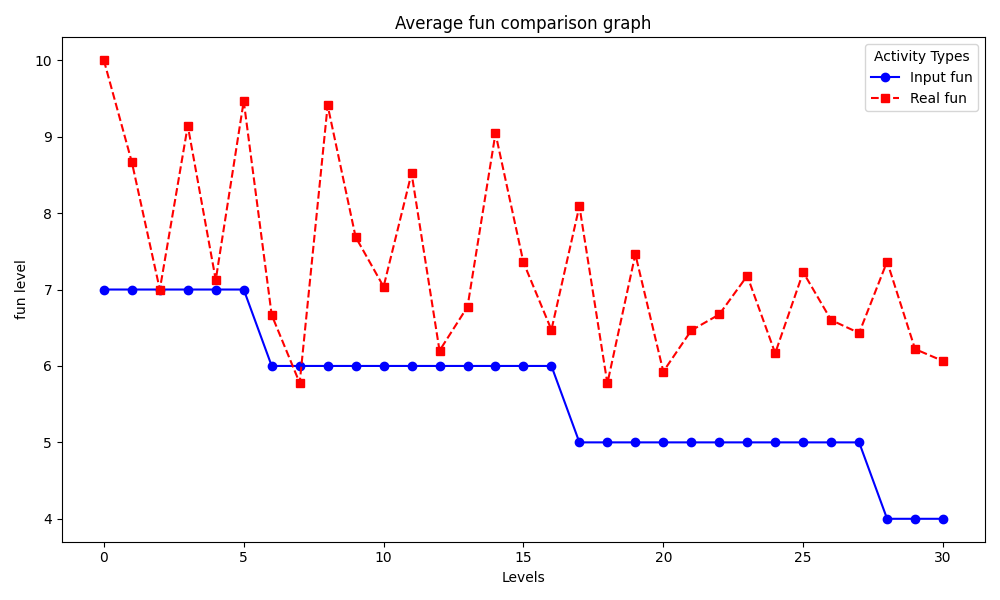 Average fun comparison graph
Activity Types
Input fun
Real fun
fun level
10
9
8
7
6
5
4
0 5 10 15 20 25 30
Levels